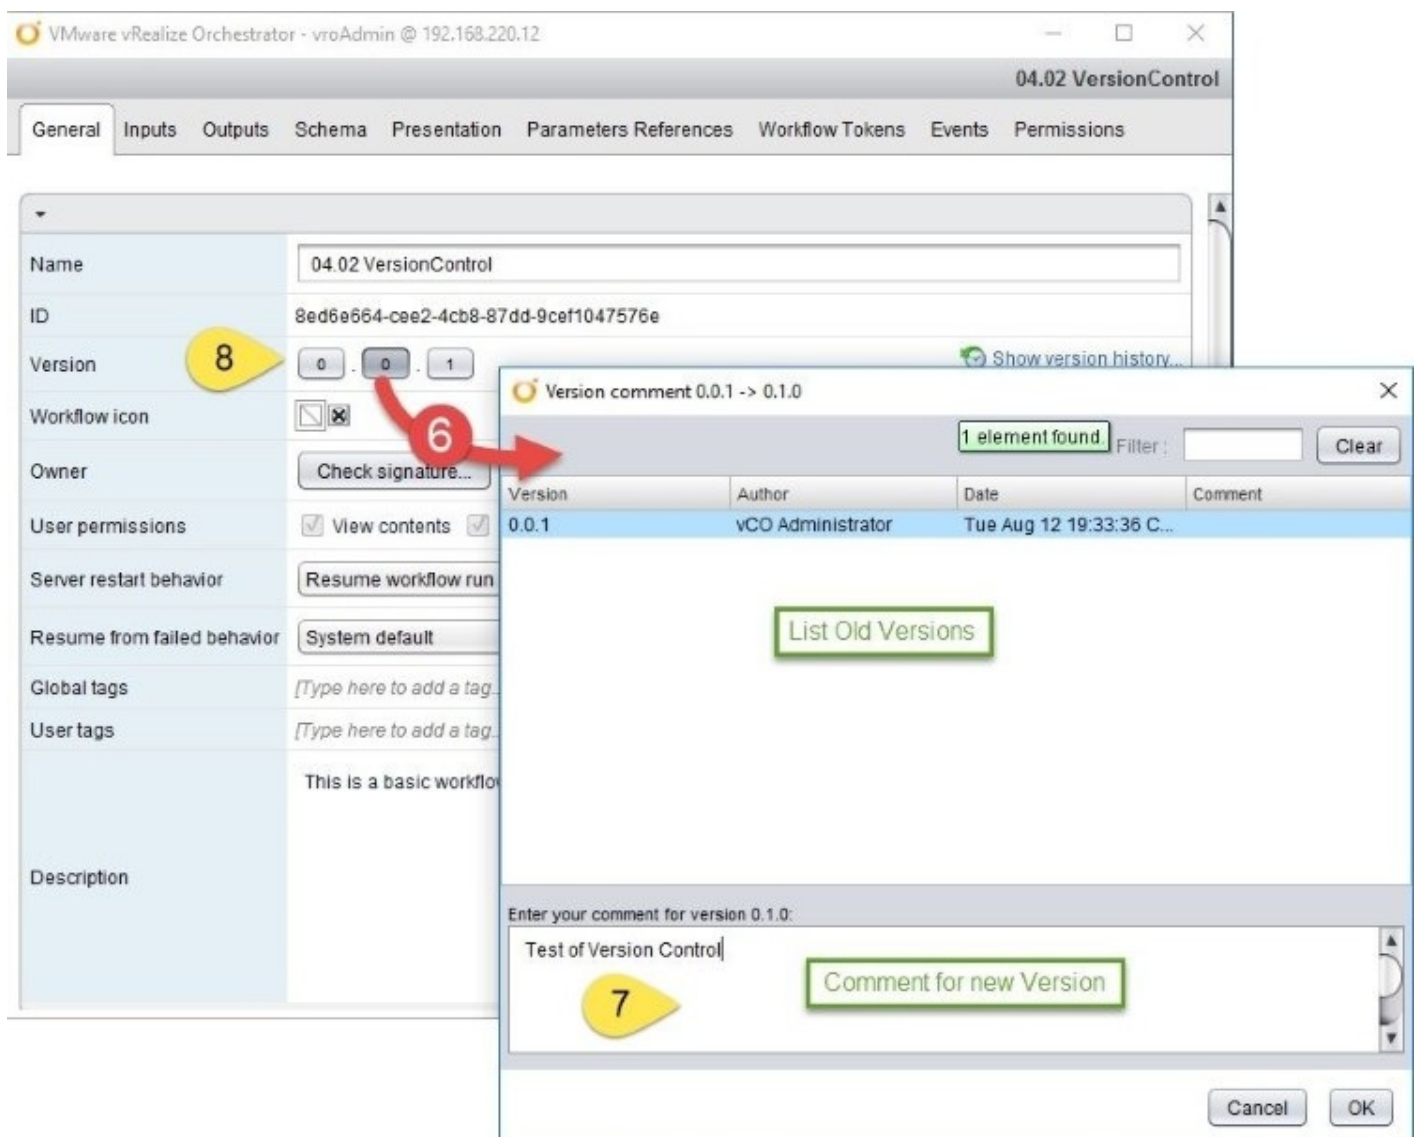 VMware vRealize Orchestrator - vroAdmin @ 192.168.220.12
04.02 VersionControl
General Inputs Outputs Schema Presentation Parameters References Workflow Tokens Events Permissions
Name 04.02 VersionControl
ID 8ed6e664-cee2-4cb8-87dd-9cef1047576e
Version 8 0 . 0 . 1 Show version history...
Workflow icon
6
Owner Check signature...
User permissions View contents
Server restart behavior Resume workflow run
Resume from failed behavior System default
Global tags [Type here to add a tag..
User tags [Type here to add a tag..
This is a basic workflo
Description
Version comment 0.0.1 -> 0.1.0
1 element found. Filter : Clear
Version Author Date Comment
0.0.1 vCO Administrator Tue Aug 12 19:33:36 C...
List Old Versions
Enter your comment for version 0.1.0:
Test of Version Control
Comment for new Version
7
Cancel OK